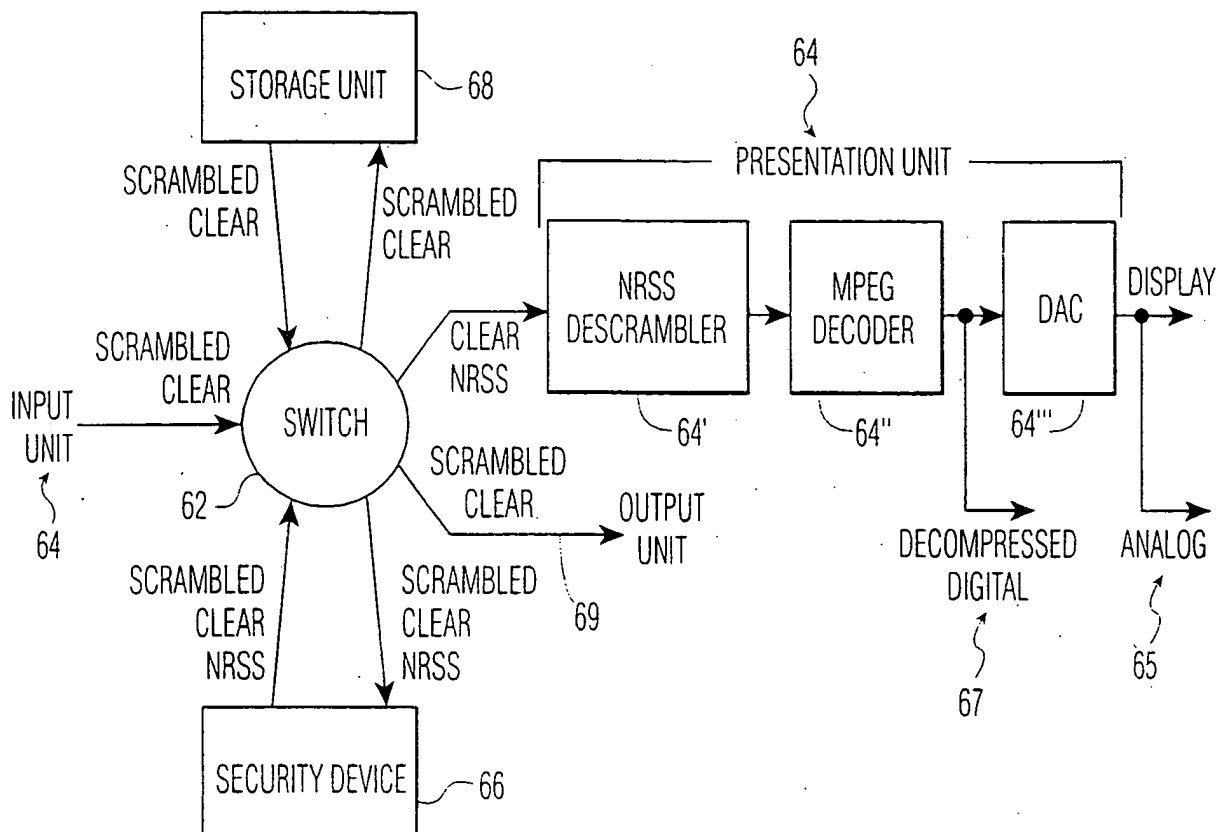 STORAGE UNIT
68
64
PRESENTATION UNIT
SCRAMBLED
CLEAR
SCRAMBLED
CLEAR
NRSS
DESCRAMBLER
64'
MPEG
DECODER
64"
DAC
64'''
DISPLAY
SCRAMBLED
CLEAR
INPUT
UNIT
64
SWITCH
62
CLEAR
NRSS
SCRAMBLED
CLEAR
OUTPUT
UNIT
69
DECOMPRESSED
DIGITAL
67
ANALOG
65
SCRAMBLED
CLEAR
NRSS
SCRAMBLED
CLEAR
NRSS
SECURITY DEVICE
66